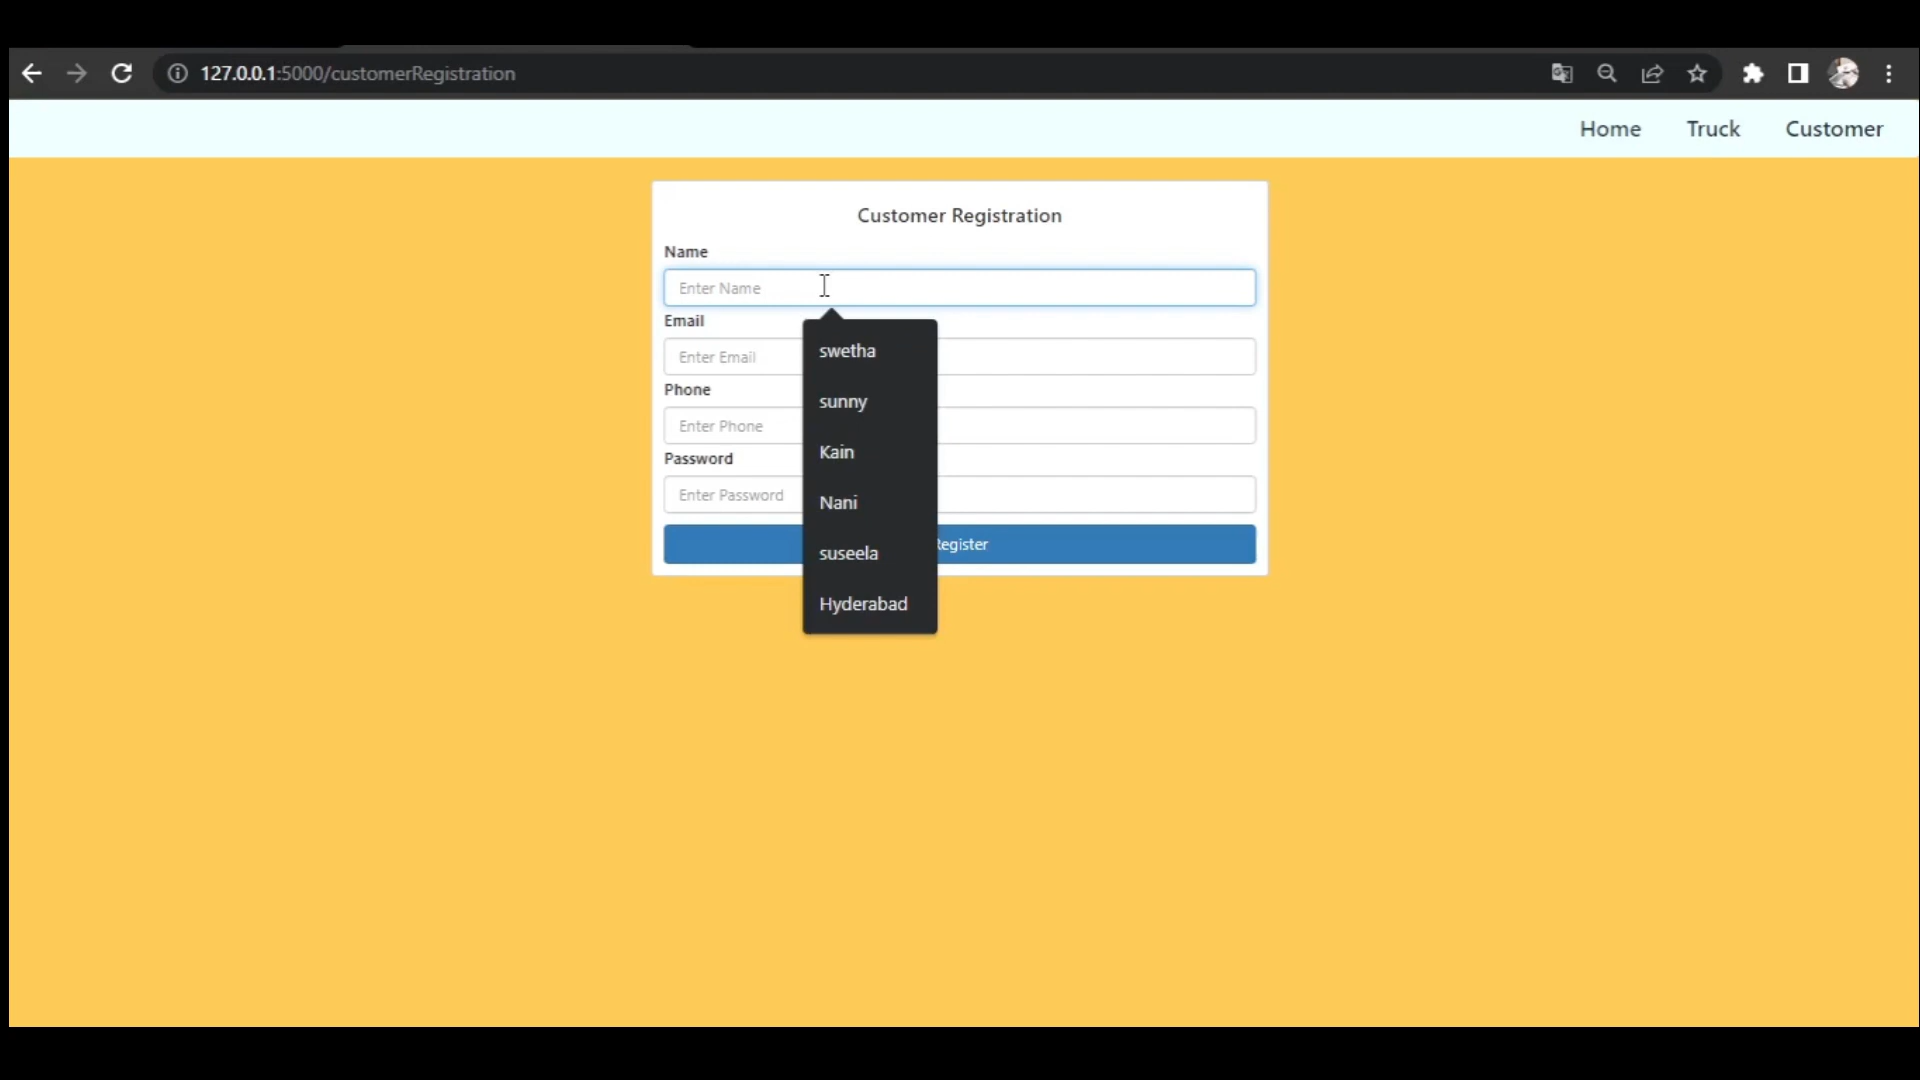 127.0.0.1:5000/customerRegistration
Home Truck Customer
Customer Registration
Name
Enter Name
Email
Enter Email
Phone
Enter Phone
Password
Enter Password
Register
swetha
sunny
Kain
Nani
suseela
Hyderabad